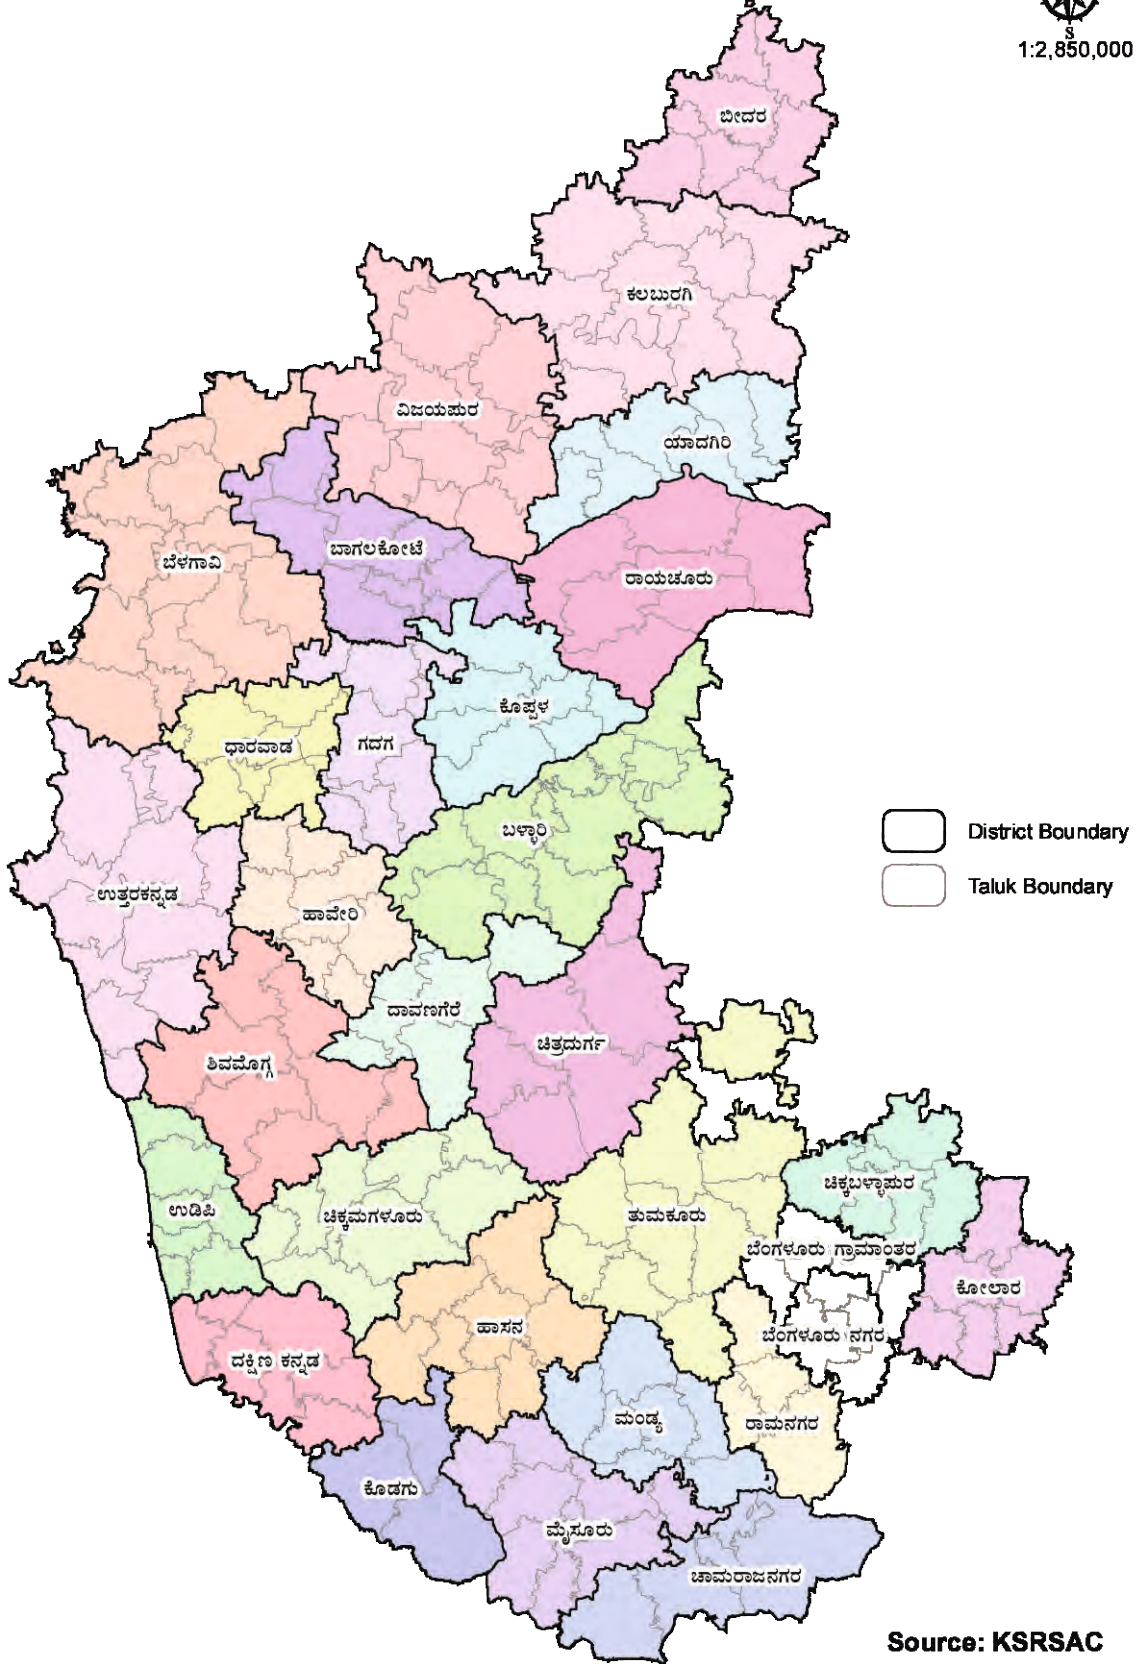 S
1:2,850,000
ಬೀದರ
ಕಲಬುರಗಿ
ವಿಜಯಪುರ
ಯಾದಗಿರಿ
ಬಾಗಲಕೋಟೆ
ಬೆಳಗಾವಿ
ರಾಯಚೂರು
ಕೊಪ್ಪಳ
ಧಾರವಾಡ
ಗದಗ
ಬಳ್ಳಾರಿ
District Boundary
Taluk Boundary
ಉತ್ತರಕನ್ನಡ
ಹಾವೇರಿ
ದಾವಣಗೆರೆ
ಚಿತ್ರದುರ್ಗ
ಶಿವಮೊಗ್ಗ
ಚಿಕ್ಕಬಳ್ಳಾಪುರ
ಉಡಿಪಿ
ಚಿಕ್ಕಮಗಳೂರು
ತುಮಕೂರು
ಬೆಂಗಳೂರು ಗ್ರಾಮಾಂತರ
ಕೋಲಾರ
ಹಾಸನ
ಬೆಂಗಳೂರು ನಗರ
ದಕ್ಷಿಣ ಕನ್ನಡ
ಮಂಡ್ಯ
ರಾಮನಗರ
ಕೊಡಗು
ಮೈಸೂರು
ಚಾಮರಾಜನಗರ
Source: KSRSAC